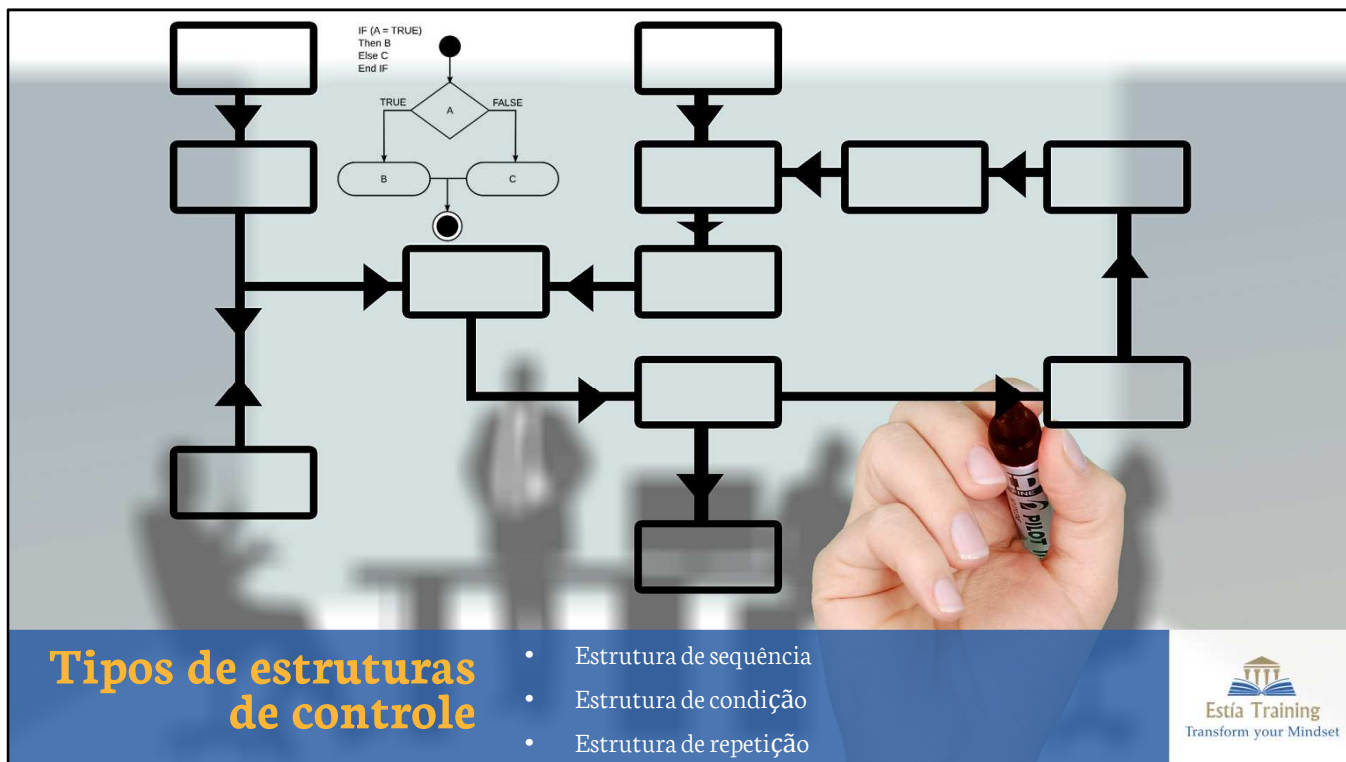 IF (A = TRUE)
Then B
Else C
End IF
TRUE
FALSE
A
B
C
PILOT
Tipos de estruturas
de controle
• Estrutura de sequência
• Estrutura de condição
• Estrutura de repetição
Estía Training
Transform your Mindset